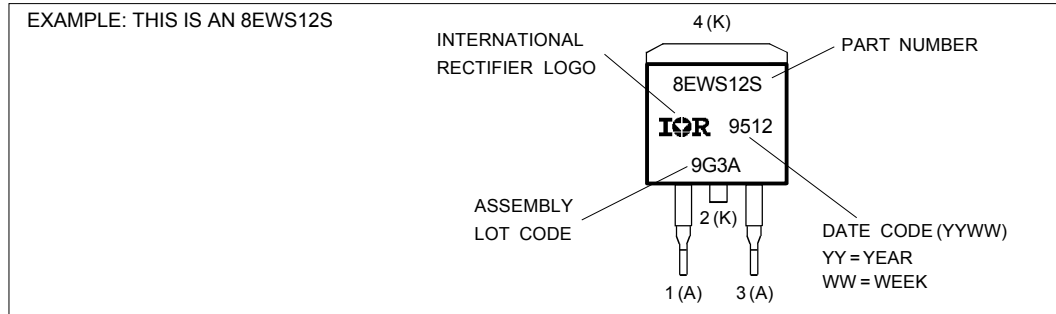 EXAMPLE: THIS IS AN 8EWS12S
4 (K)
INTERNATIONAL
RECTIFIER LOGO
PART NUMBER
8EWS12S
IOR 9512
9G3A
ASSEMBLY
LOT CODE
2 (K)
DATE CODE (YYWW)
YY = YEAR
WW = WEEK
1 (A) 3 (A)